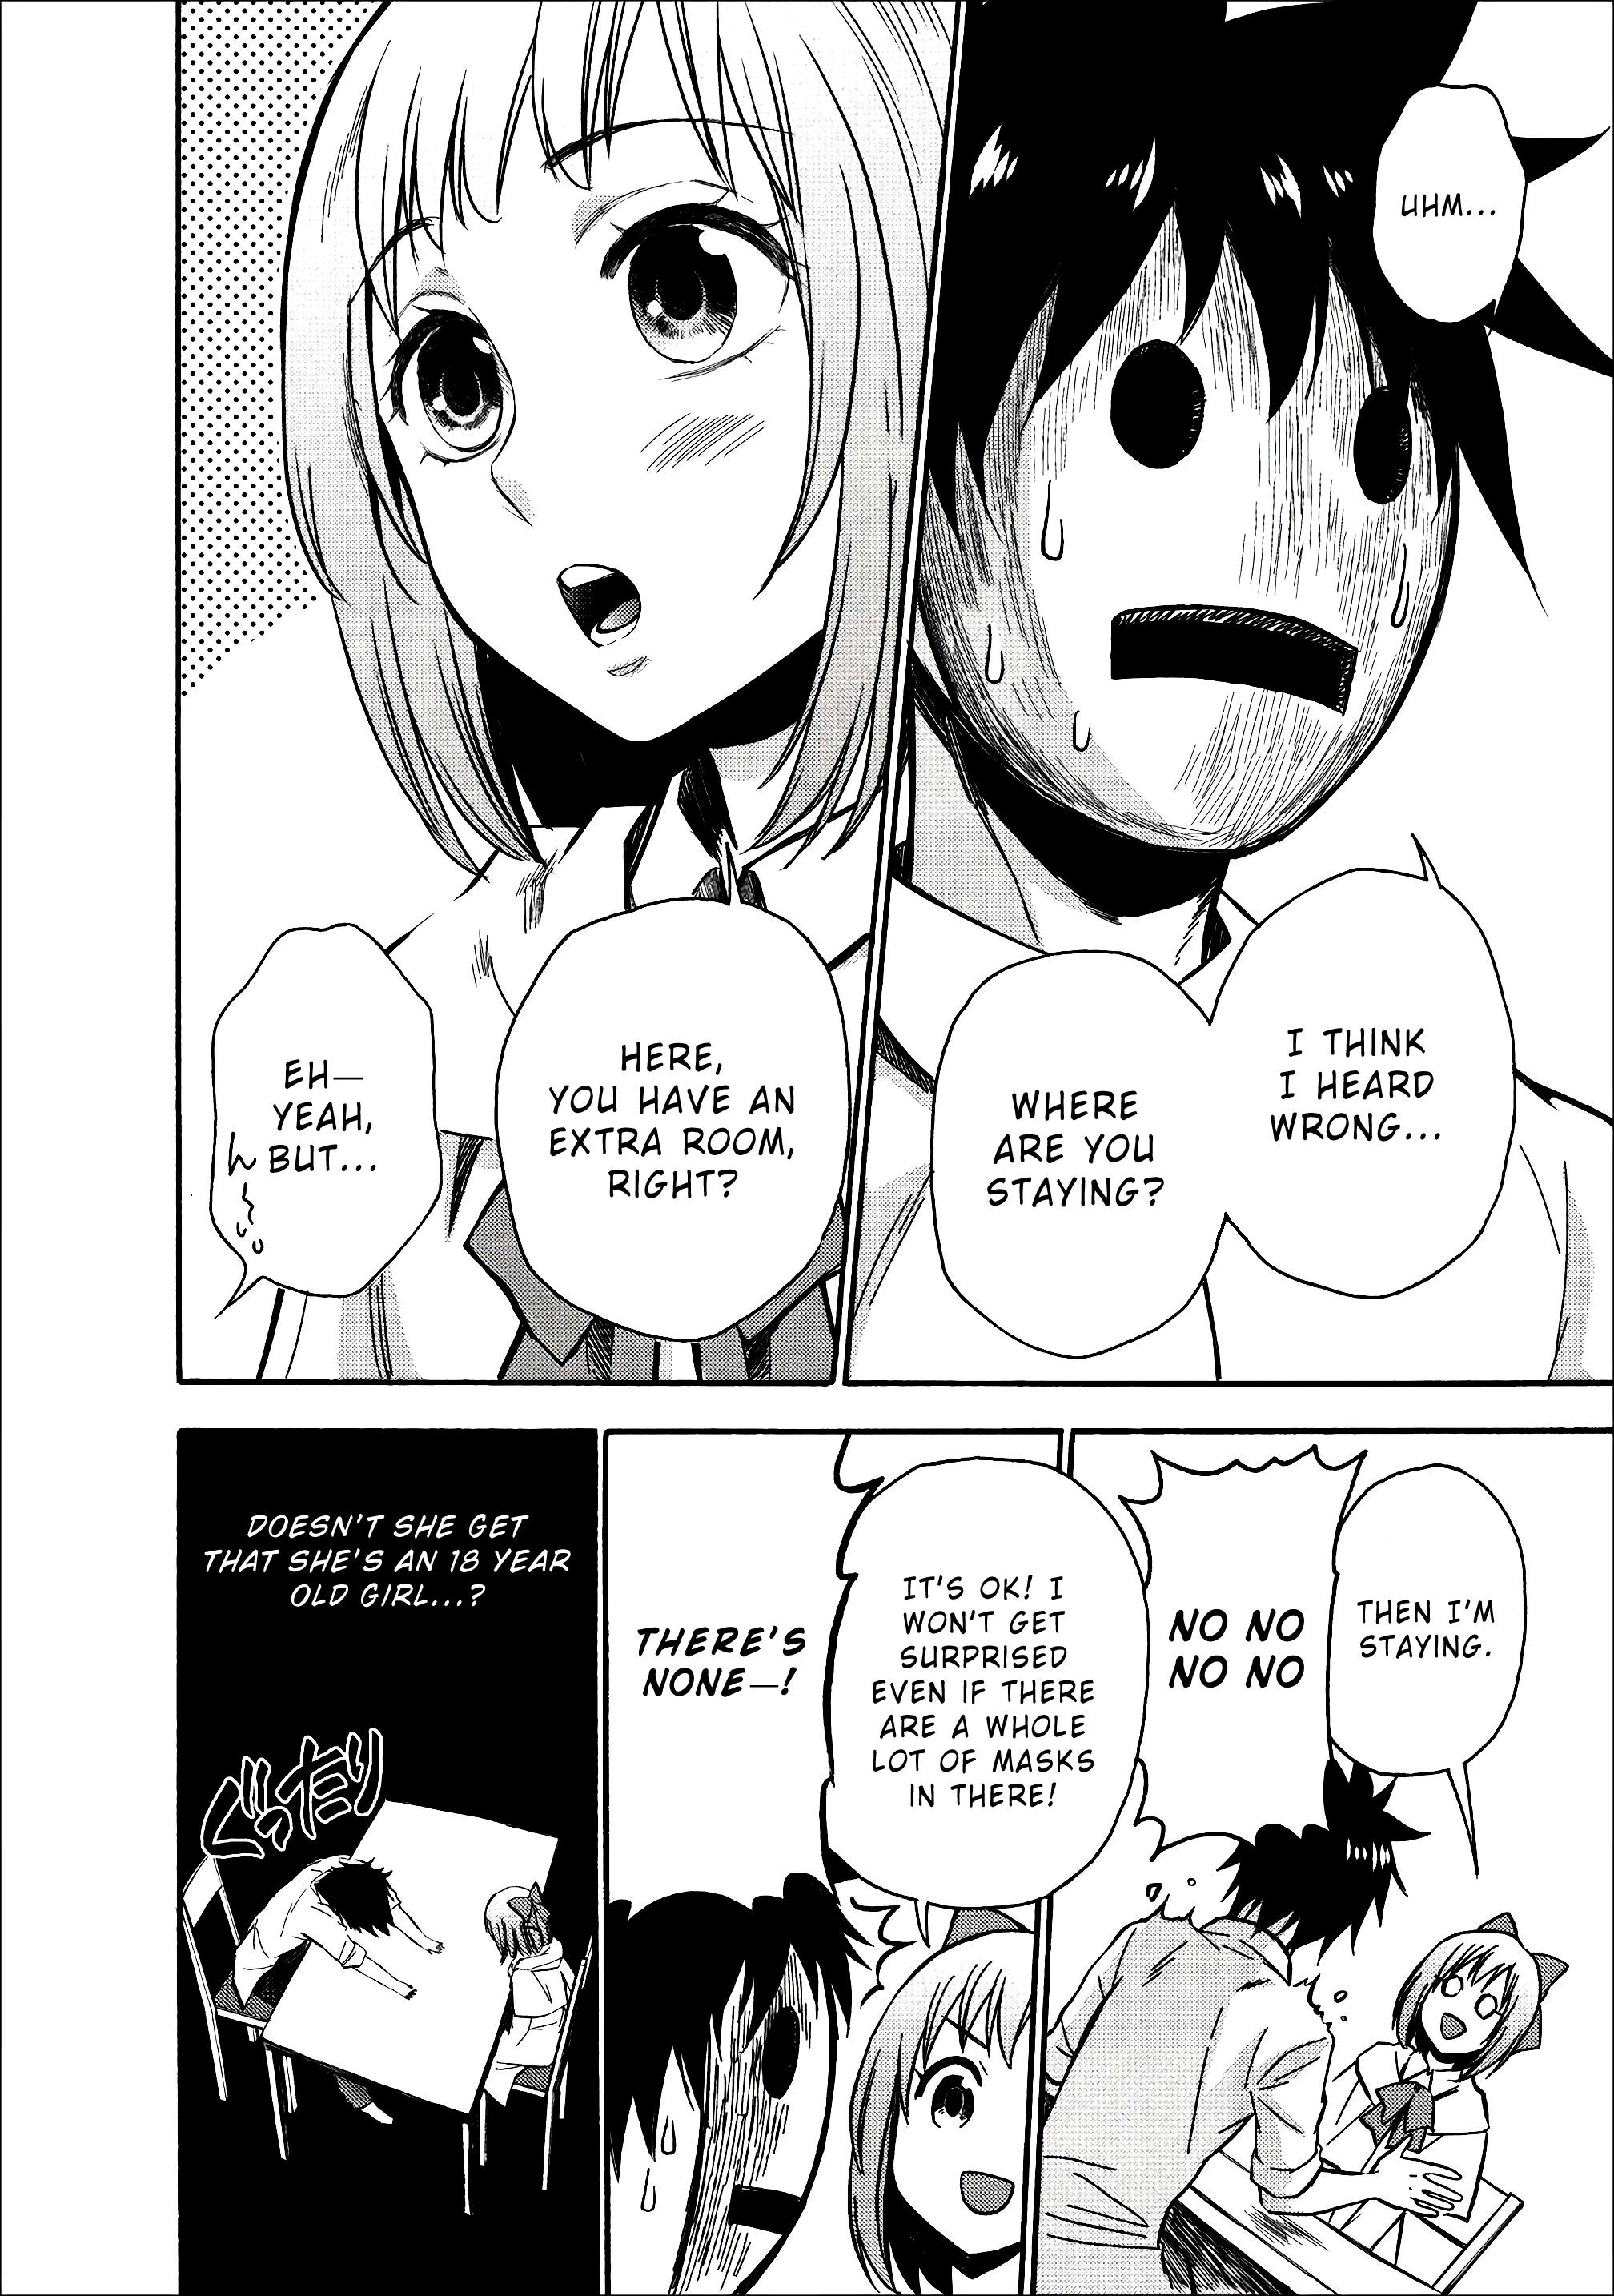 UHM...
I THINK
I HEARD
WRONG...
WHERE
ARE YOU
STAYING?
HERE,
YOU HAVE AN
EXTRA ROOM,
RIGHT?
EH—
YEAH,
BUT...
ん〜...
THEN I'M
STAYING.
NO NO
NO NO
IT'S OK! I
WON'T GET
SURPRISED
EVEN IF THERE
ARE A WHOLE
LOT OF MASKS
IN THERE!
THERE'S
NONE—!
DOESN'T SHE GET
THAT SHE'S AN 18 YEAR
OLD GIRL...?
ぐったり